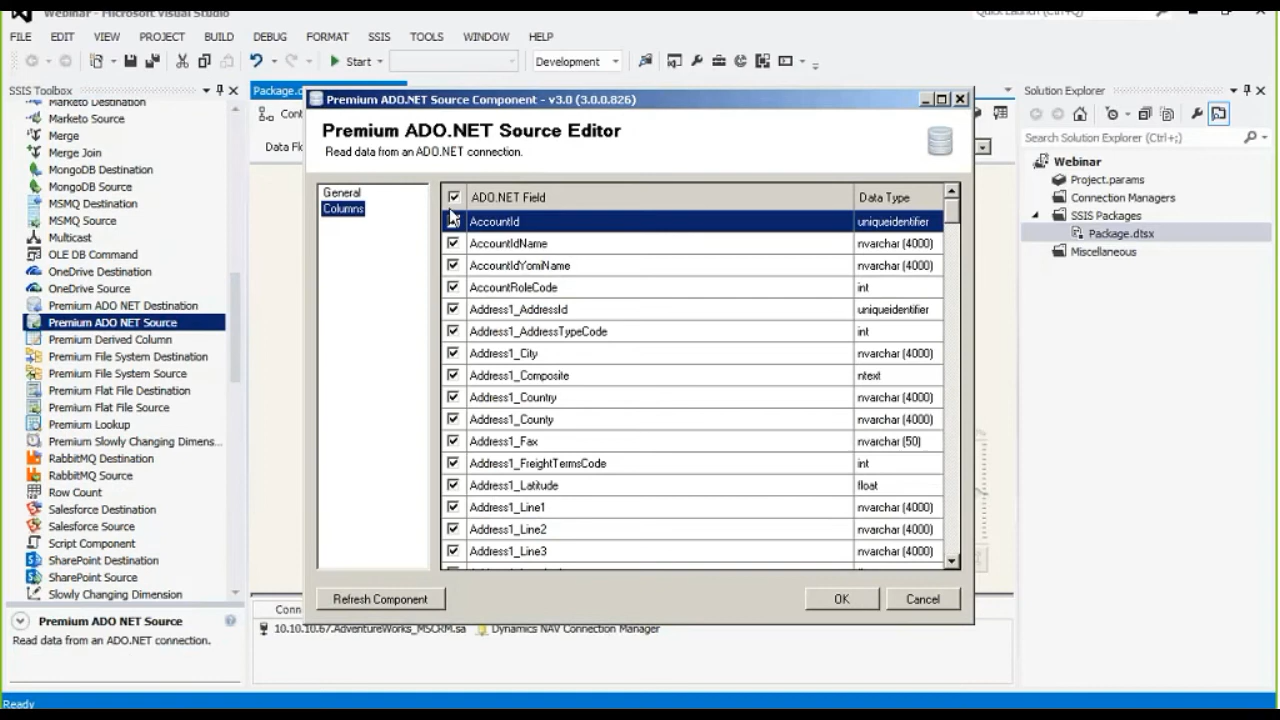 Webinar - Microsoft Visual Studio
Quick Launch (Ctrl+Q)
FILE EDIT VIEW PROJECT BUILD DEBUG FORMAT SSIS TOOLS WINDOW HELP
Start
Development
SSIS Toolbox
Marketo Destination
Marketo Source
Merge
Merge Join
MongoDB Destination
MongoDB Source
MSMQ Destination
MSMQ Source
Multicast
OLE DB Command
OneDrive Destination
OneDrive Source
Premium ADO NET Destination
Premium ADO NET Source
Premium Derived Column
Premium File System Destination
Premium File System Source
Premium Flat File Destination
Premium Flat File Source
Premium Lookup
Premium Slowly Changing Dimens...
RabbitMQ Destination
RabbitMQ Source
Row Count
Salesforce Destination
Salesforce Source
Script Component
SharePoint Destination
SharePoint Source
Slowly Changing Dimension
Premium ADO NET Source
Read data from an ADO.NET connection.
Ready
Package.d
Cont
Data Fl
Premium ADO.NET Source Component - v3.0 (3.0.0.826)
Premium ADO.NET Source Editor
Read data from an ADO.NET connection.
General
Columns
ADO.NET Field Data Type
AccountId uniqueidentifier
AccountIdName nvarchar (4000)
AccountIdYomiName nvarchar (4000)
AccountRoleCode int
Address1_AddressId uniqueidentifier
Address1_AddressTypeCode int
Address1_City nvarchar (4000)
Address1_Composite ntext
Address1_Country nvarchar (4000)
Address1_County nvarchar (4000)
Address1_Fax nvarchar (50)
Address1_FreightTermsCode int
Address1_Latitude float
Address1_Line1 nvarchar (4000)
Address1_Line2 nvarchar (4000)
Address1_Line3 nvarchar (4000)
Refresh Component OK Cancel
Conn
10.10.10.67.AdventureWorks_MSCRM.sa Dynamics NAV Connection Manager
Solution Explorer
Search Solution Explorer (Ctrl+;)
Webinar
Project.params
Connection Managers
SSIS Packages
Package.dtsx
Miscellaneous